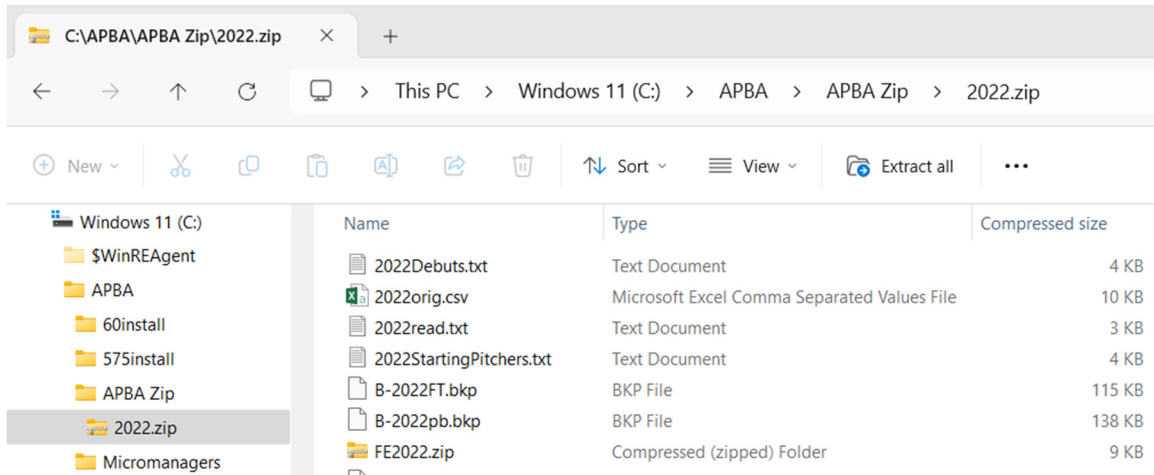 C:\APBA\APBA Zip\2022.zip
This PC > Windows 11 (C:) > APBA > APBA Zip > 2022.zip
New Sort View Extract all ...
Windows 11 (C:)
$WinREAgent
APBA
60install
575install
APBA Zip
2022.zip
Micromanagers
Name Type Compressed size
2022Debuts.txt Text Document 4 KB
2022orig.csv Microsoft Excel Comma Separated Values File 10 KB
2022read.txt Text Document 3 KB
2022StartingPitchers.txt Text Document 4 KB
B-2022FT.bkp BKP File 115 KB
B-2022pb.bkp BKP File 138 KB
FE2022.zip Compressed (zipped) Folder 9 KB